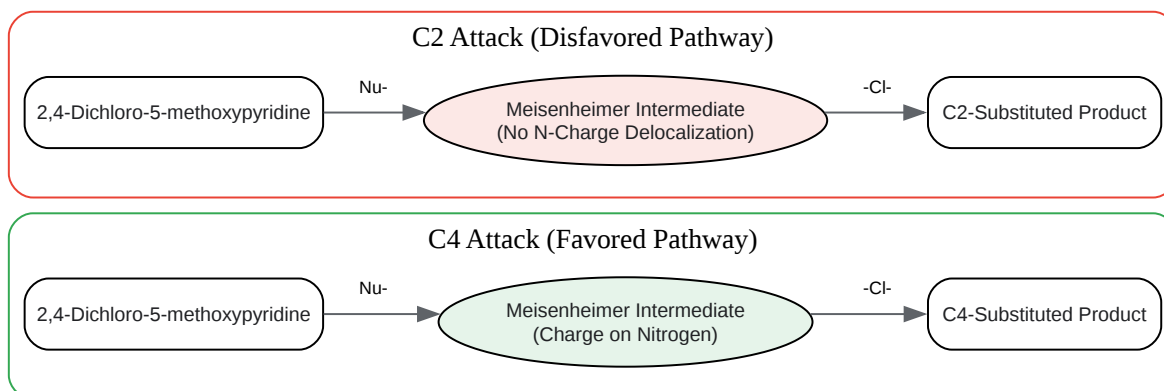 C2 Attack (Disfavored Pathway)
2,4-Dichloro-5-methoxypyridine
Nu-
Meisenheimer Intermediate
(No N-Charge Delocalization)
-Cl-
C2-Substituted Product
C4 Attack (Favored Pathway)
2,4-Dichloro-5-methoxypyridine
Nu-
Meisenheimer Intermediate
(Charge on Nitrogen)
-Cl-
C4-Substituted Product